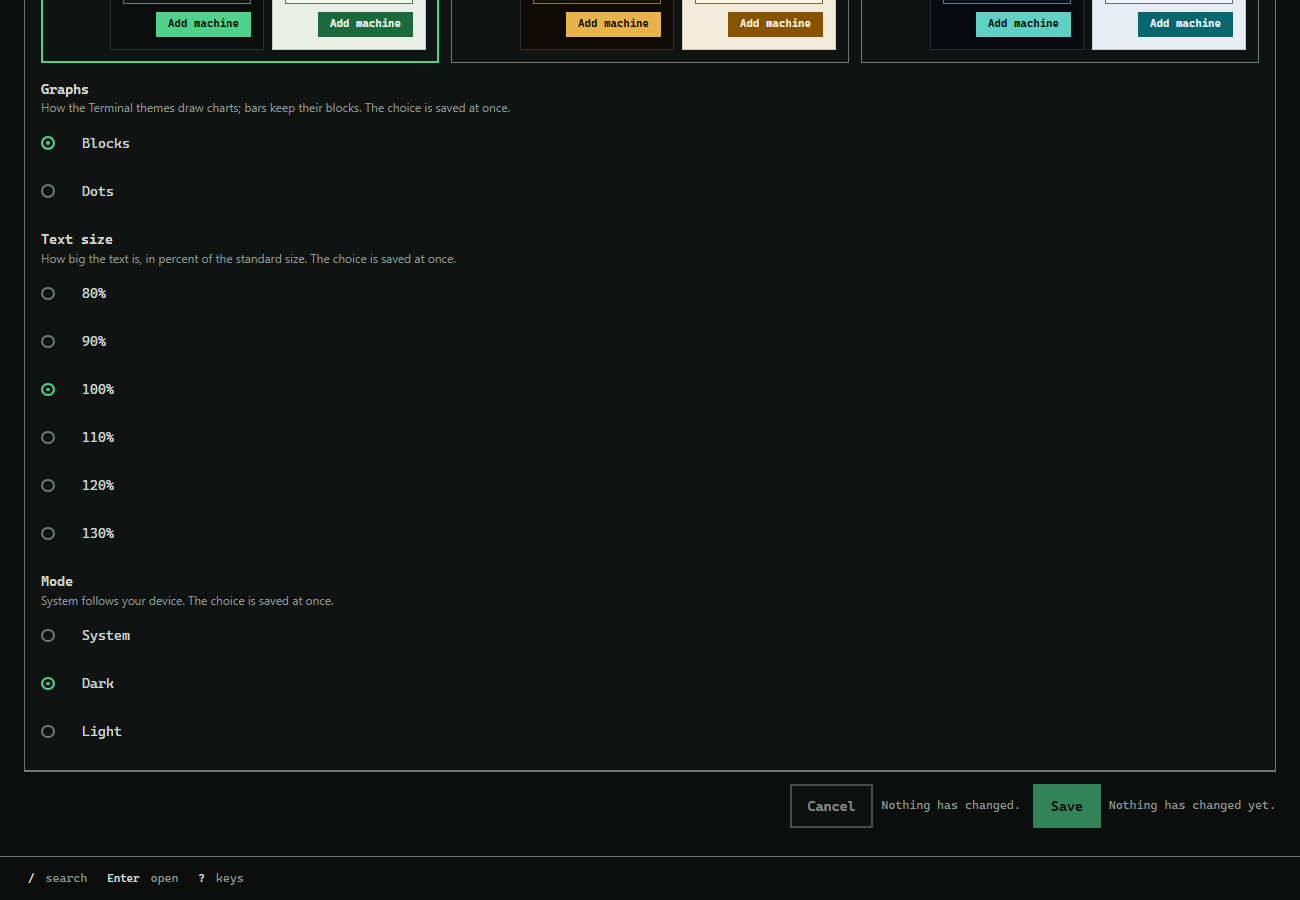 Add machine Add machine Add machine Add machine Add machine Add machine
Graphs
How the Terminal themes draw charts; bars keep their blocks. The choice is saved at once.
Blocks
Dots
Text size
How big the text is, in percent of the standard size. The choice is saved at once.
80%
90%
100%
110%
120%
130%
Mode
System follows your device. The choice is saved at once.
System
Dark
Light
Cancel Nothing has changed. Save Nothing has changed yet.
/ search Enter open ? keys